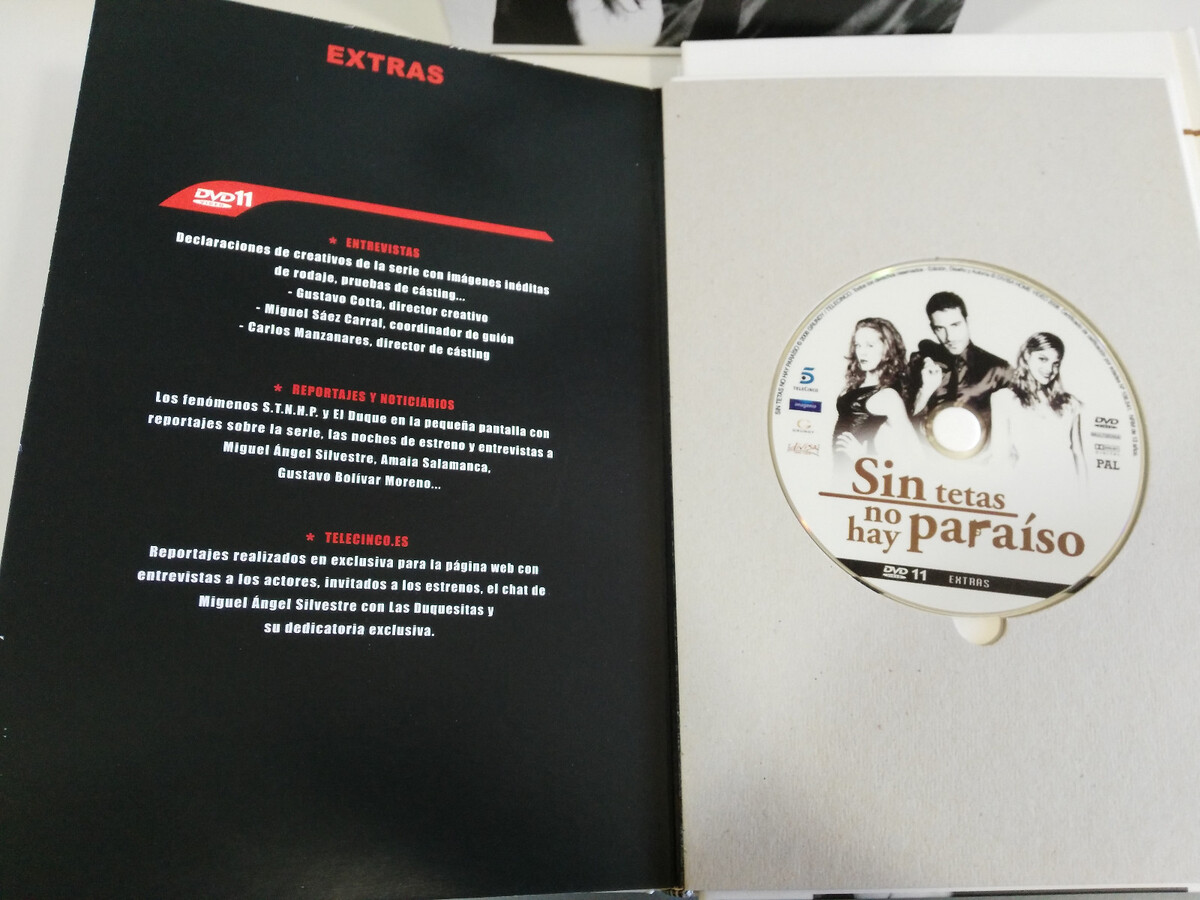 EXTRAS
DVD 11
VIDEO
* ENTREVISTAS
Declaraciones de creativos de la serie con imágenes inéditas
de rodaje, pruebas de cásting...
- Gustavo Cotta, director creativo
- Miguel Sáez Carral, coordinador de guión
- Carlos Manzanares, director de cásting
* REPORTAJES Y NOTICIARIOS
Los fenómenos S.T.N.H.P. y El Duque en la pequeña pantalla con
reportajes sobre la serie, las noches de estreno y entrevistas a
Miguel Ángel Silvestre, Amaia Salamanca,
Gustavo Bolívar Moreno...
* TELECINCO.ES
Reportajes realizados en exclusiva para la página web con
entrevistas a los actores, invitados a los estrenos, el chat de
Miguel Ángel Silvestre con Las Duquesitas y
su dedicatoria exclusiva.
5
TELECINCO
DVD
PAL
Sin tetas
no
hay paraíso
DVD 11 EXTRAS